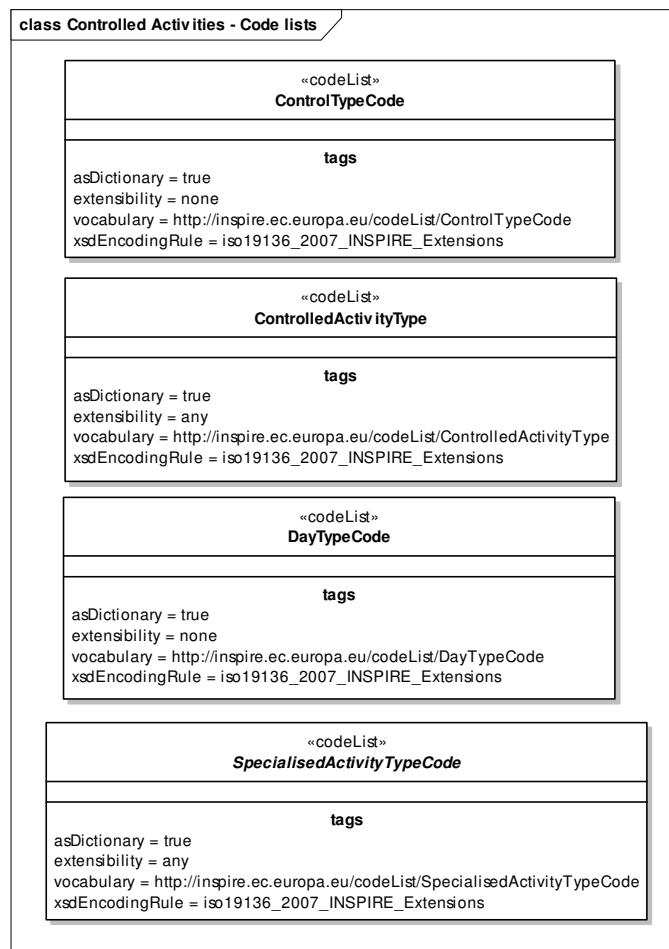 class Controlled Activities - Code lists
«codeList»
ControlTypeCode
tags
asDictionary = true
extensibility = none
vocabulary = http://inspire.ec.europa.eu/codeList/ControlTypeCode
xsdEncodingRule = iso19136_2007_INSPIRE_Extensions
«codeList»
ControlledActivityType
tags
asDictionary = true
extensibility = any
vocabulary = http://inspire.ec.europa.eu/codeList/ControlledActivityType
xsdEncodingRule = iso19136_2007_INSPIRE_Extensions
«codeList»
DayTypeCode
tags
asDictionary = true
extensibility = none
vocabulary = http://inspire.ec.europa.eu/codeList/DayTypeCode
xsdEncodingRule = iso19136_2007_INSPIRE_Extensions
«codeList»
SpecialisedActivityTypeCode
tags
asDictionary = true
extensibility = any
vocabulary = http://inspire.ec.europa.eu/codeList/SpecialisedActivityTypeCode
xsdEncodingRule = iso19136_2007_INSPIRE_Extensions